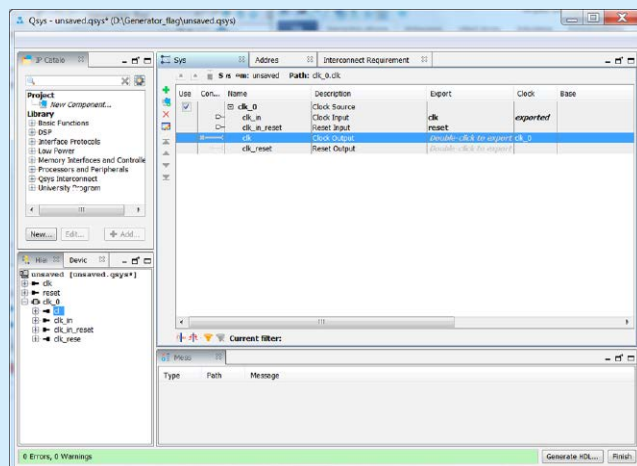 Qsys - unsaved.qsys* (D:\Generator_flag\unsaved.qsys)
IP Catalo
Project
New Component...
Library
Basic Functions
DSP
Interface Protocols
Low Power
Memory Interfaces and Controlle
Processors and Peripherals
Qsys Interconnect
University Program
New... Edit... Add...
Hie Devic
unsaved [unsaved.qsys*]
clk
reset
clk_0
cl
clk_in
clk_in_reset
clk_rese
Sys Addres Interconnect Requirement
unsaved Path: clk_0.clk
Use Con... Name Description Export Clock Base
clk_0 Clock Source
clk_in Clock Input clk exported
clk_in_reset Reset Input reset
clk Clock Output Double-click to export clk_0
clk_reset Reset Output Double-click to export
Current filter:
Mess
Type Path Message
0 Errors, 0 Warnings
Generate HDL... Finish